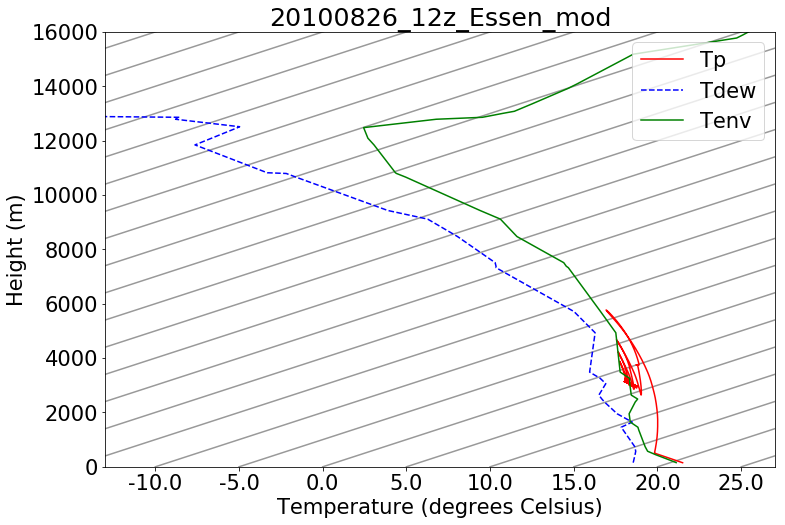 20100826_12z_Essen_mod
16000
14000
12000
10000
8000
6000
4000
2000
0
Height (m)
Tp
Tdew
Tenv
-10.0 -5.0 0.0 5.0 10.0 15.0 20.0 25.0
Temperature (degrees Celsius)